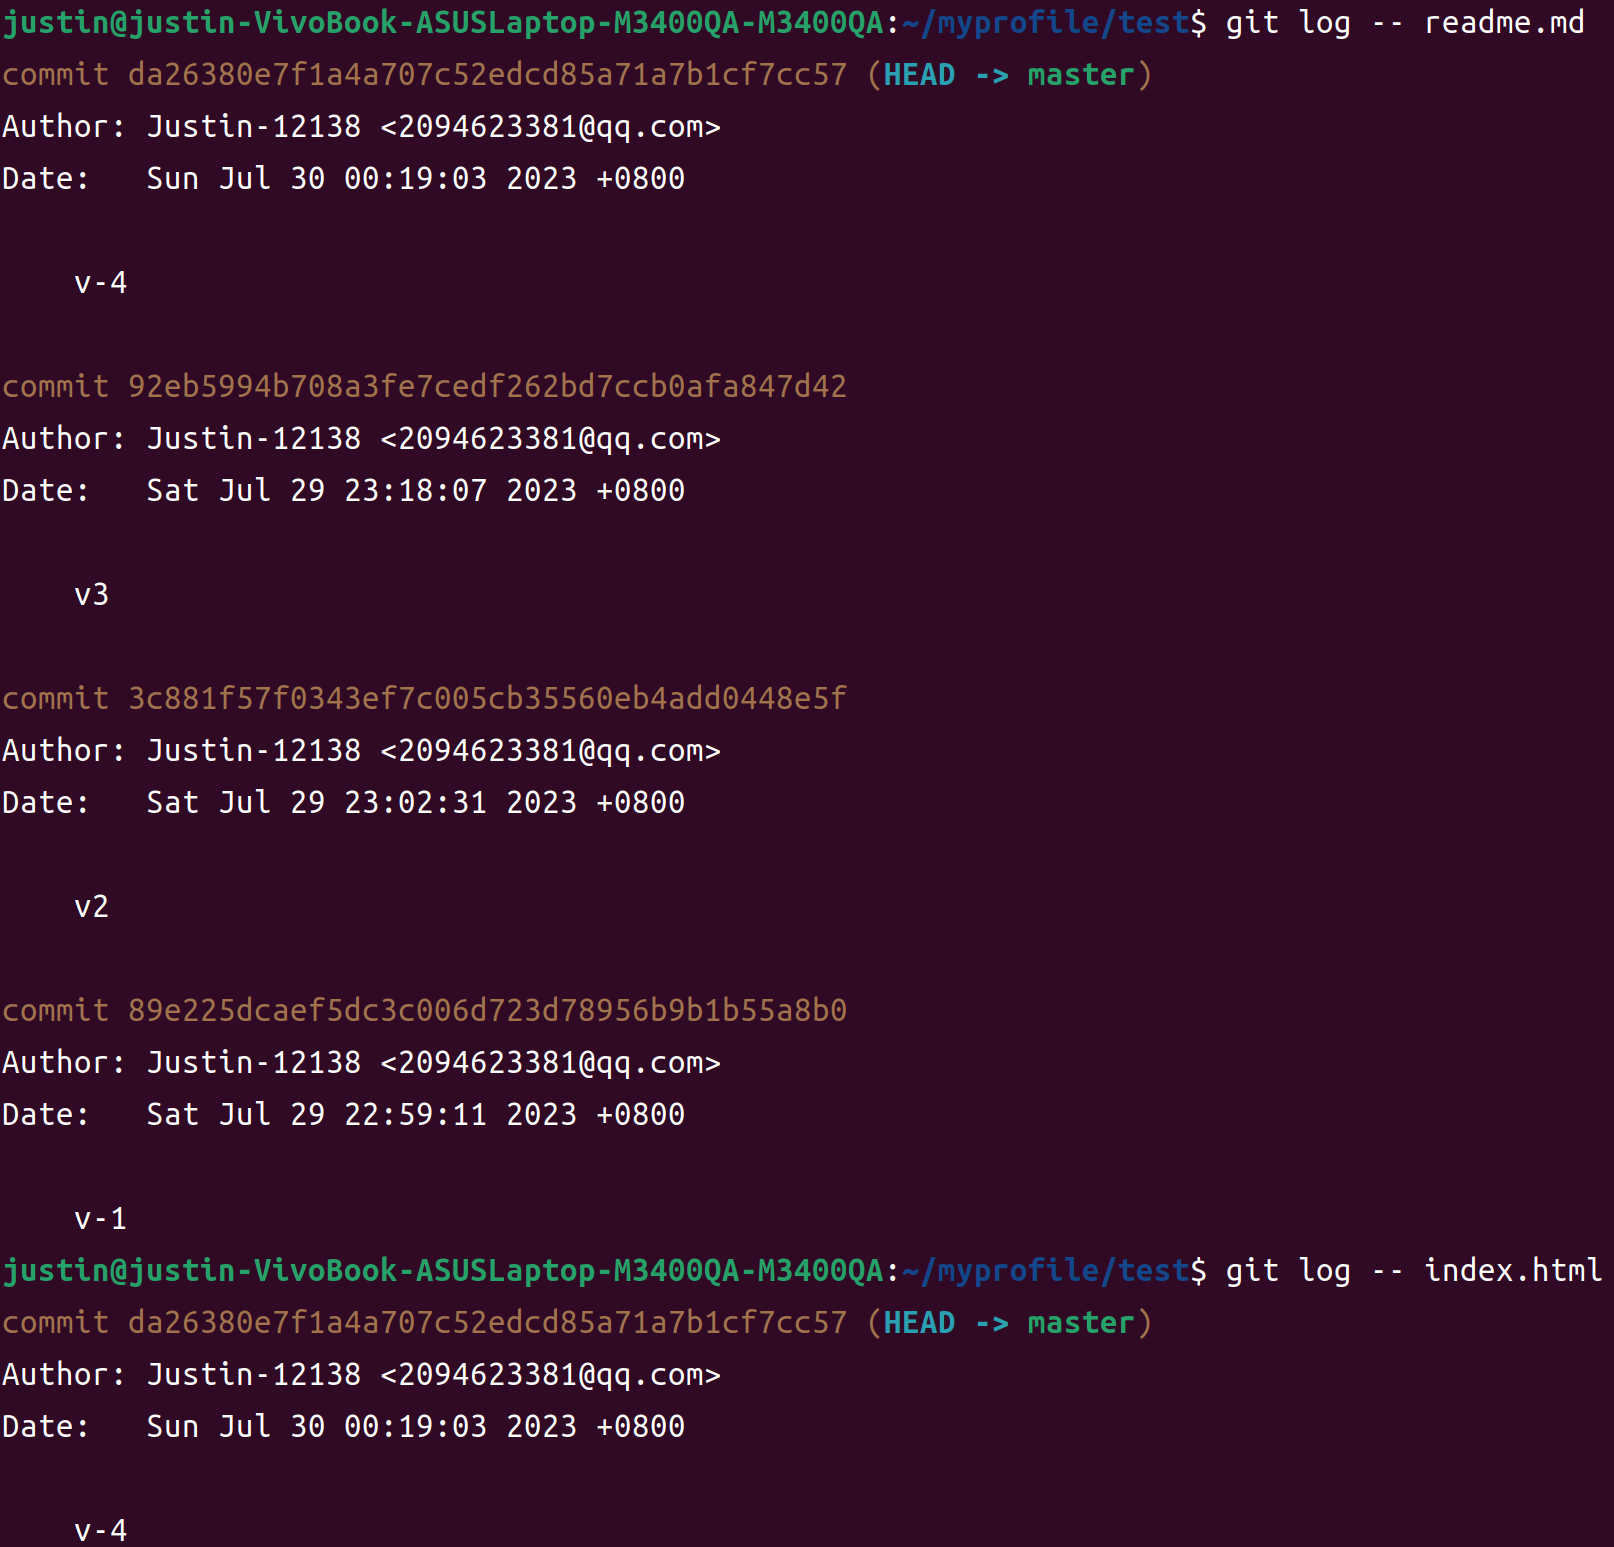 justin@justin-VivoBook-ASUSLaptop-M3400QA-M3400QA:~/myprofile/test$ git log -- readme.md
commit da26380e7f1a4a707c52edcd85a71a7b1cf7cc57 (HEAD -> master)
Author: Justin-12138 <2094623381@qq.com>
Date:   Sun Jul 30 00:19:03 2023 +0800
    v-4
commit 92eb5994b708a3fe7cedf262bd7ccb0afa847d42
Author: Justin-12138 <2094623381@qq.com>
Date:   Sat Jul 29 23:18:07 2023 +0800
    v3
commit 3c881f57f0343ef7c005cb35560eb4add0448e5f
Author: Justin-12138 <2094623381@qq.com>
Date:   Sat Jul 29 23:02:31 2023 +0800
    v2
commit 89e225dcaef5dc3c006d723d78956b9b1b55a8b0
Author: Justin-12138 <2094623381@qq.com>
Date:   Sat Jul 29 22:59:11 2023 +0800
    v-1
justin@justin-VivoBook-ASUSLaptop-M3400QA-M3400QA:~/myprofile/test$ git log -- index.html
commit da26380e7f1a4a707c52edcd85a71a7b1cf7cc57 (HEAD -> master)
Author: Justin-12138 <2094623381@qq.com>
Date:   Sun Jul 30 00:19:03 2023 +0800
    v-4